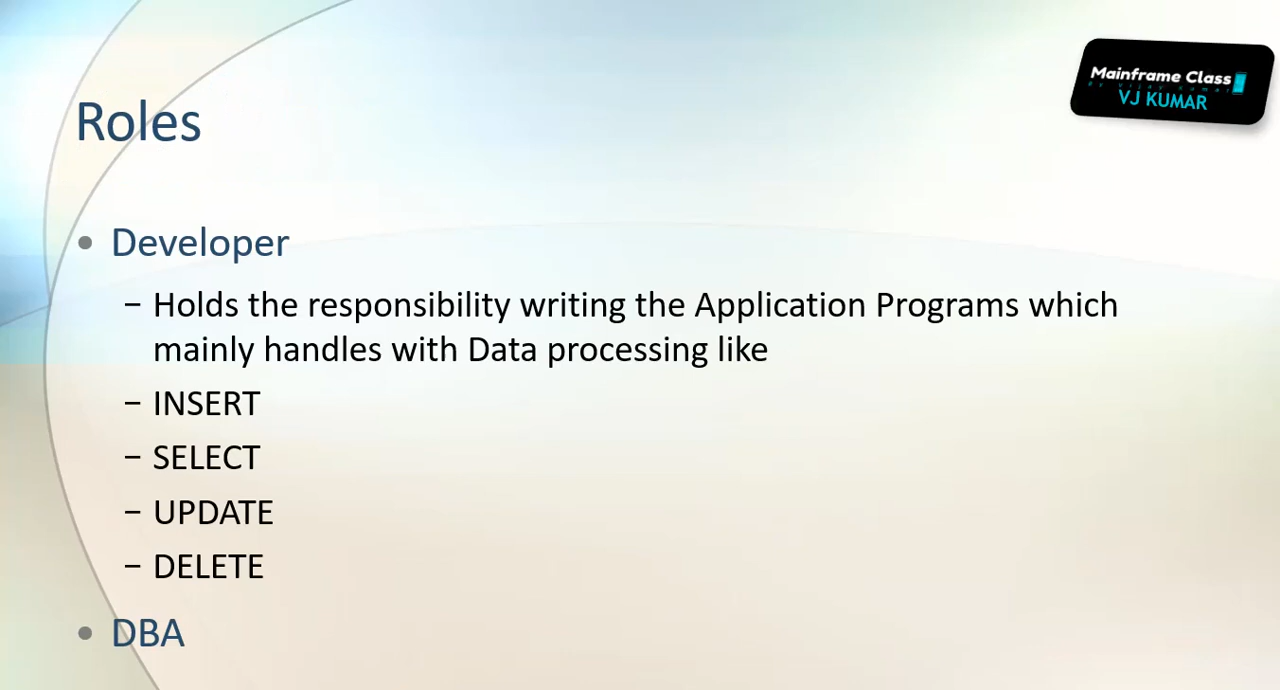 Mainframe Class
VJ KUMAR
Roles
• Developer
– Holds the responsibility writing the Application Programs which
mainly handles with Data processing like
– INSERT
– SELECT
– UPDATE
– DELETE
• DBA